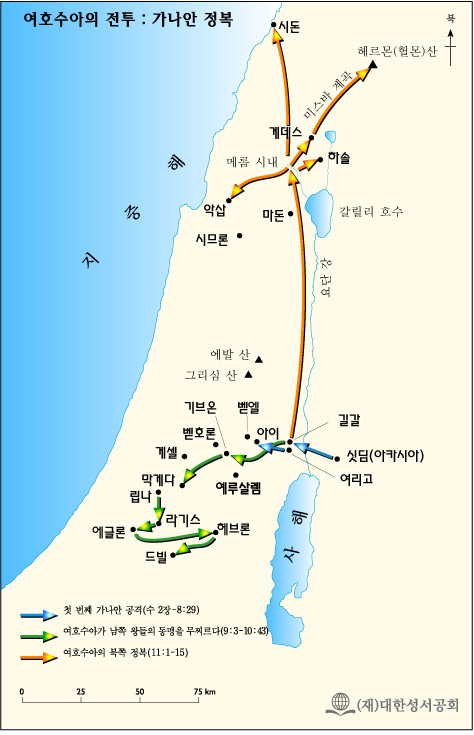 여호수아의 전투 : 가나안 정복
북
시돈
헤르몬(헐몬)산
미스바 계곡
게데스
메롬 시내
하솔
지중해
악삽
마돈
갈릴리 호수
시므론
요단 강
에발 산
그리심 산
기브온
벧엘
길갈
벧호론
아이
게셀
싯딤(아카시아)
여리고
막게다
예루살렘
립나
라기스
에글론
헤브론
드빌
사해
첫 번째 가나안 공격(수 2장-8:29)
여호수아가 남쪽 왕들의 동맹을 무찌르다(9:3-10:43)
여호수아의 북쪽 정복(11:1-15)
0 25 50 75 km
(재)대한성서공회